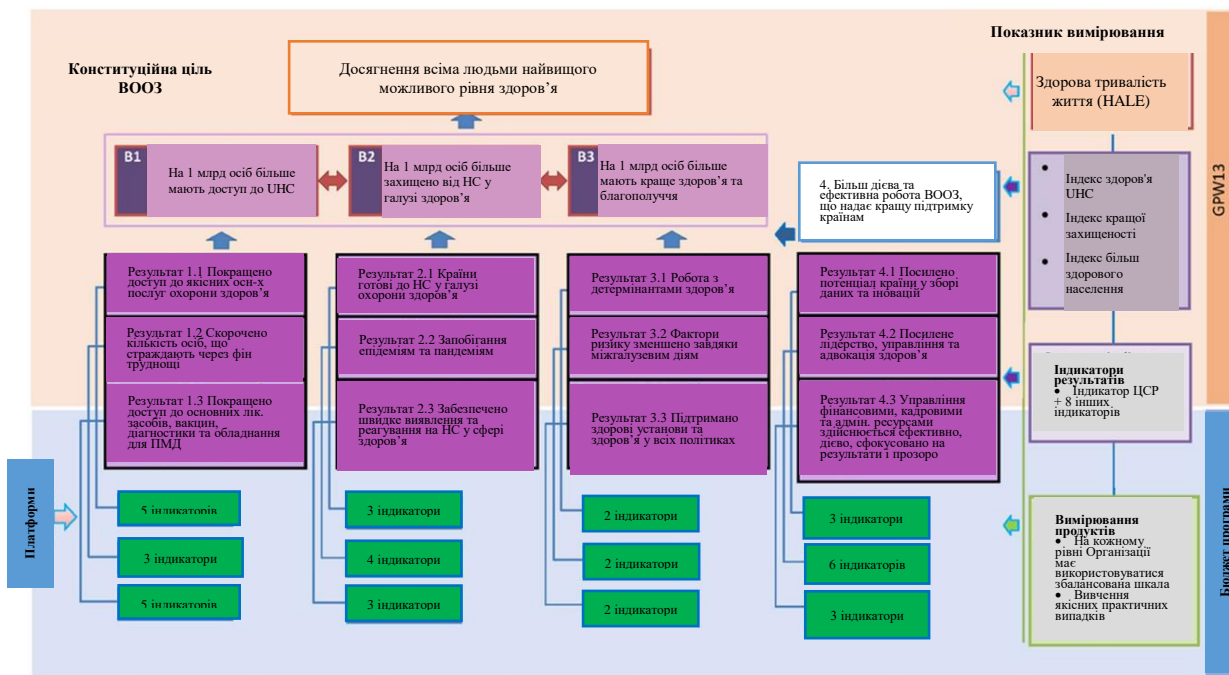 Показник вимірювання
Конституційна ціль
ВООЗ
Досягнення всіма людьми найвищого
можливого рівня здоров’я
Здорова тривалість
життя (HALE)
GPW13
B1
На 1 млрд осіб більше
мають доступ до UHC
B2
На 1 млрд осіб більше
захищено від НС у
галузі здоров’я
B3
На 1 млрд осіб більше
мають краще здоров’я та
благополуччя
4. Більш дієва та
ефективна робота ВООЗ,
що надає кращу підтримку
країнам
• Індекс здоров'я
UHC
• Індекс кращої
захищеності
• Індекс більш
здорового
населення
Результат 1.1 Покращено
доступ до якісних осн-х
послуг охорони здоров’я
Результат 1.2 Скорочено
кількість осіб, що
страждають через фін
труднощі
Результат 1.3 Покращено
доступ до основних лік.
засобів, вакцин,
діагностики та обладнання
для ПМД
Результат 2.1 Країни
готові до НС у галузі
охорони здоров’я
Результат 2.2 Запобігання
епідеміям та пандеміям
Результат 2.3 Забезпечено
швидке виявлення та
реагування на НС у сфері
здоров’я
Результат 3.1 Робота з
детермінантами здоров’я
Результат 3.2 Фактори
ризику зменшено завдяки
міжгалузевим діям
Результат 3.3 Підтримано
здорові установи та
здоров’я у всіх політиках
Результат 4.1 Посилено
потенціал країни у зборі
даних та іновацій
Результат 4.2 Посилене
лідерство, управління та
адвокація здоров’я
Результат 4.3 Управління
фінансовими, кадровими
та адмін. ресурсами
здійснюється ефективно,
дієво, сфокусовано на
результати і прозоро
Індикатори
результатів
• Індикатор ЦСР
+ 8 інших
індикаторів
Платформи
5 індикаторів
3 індикатори
5 індикаторів
3 індикатори
4 індикатори
3 індикатори
2 індикатори
2 індикатори
2 індикатори
3 індикатори
6 індикаторів
3 індикатори
Вимірювання
продуктів
• На кожному
рівні Організації
має
використовуватися
збалансована шкала
• Вивчення
якісних практичних
випадків
Бюджет програми